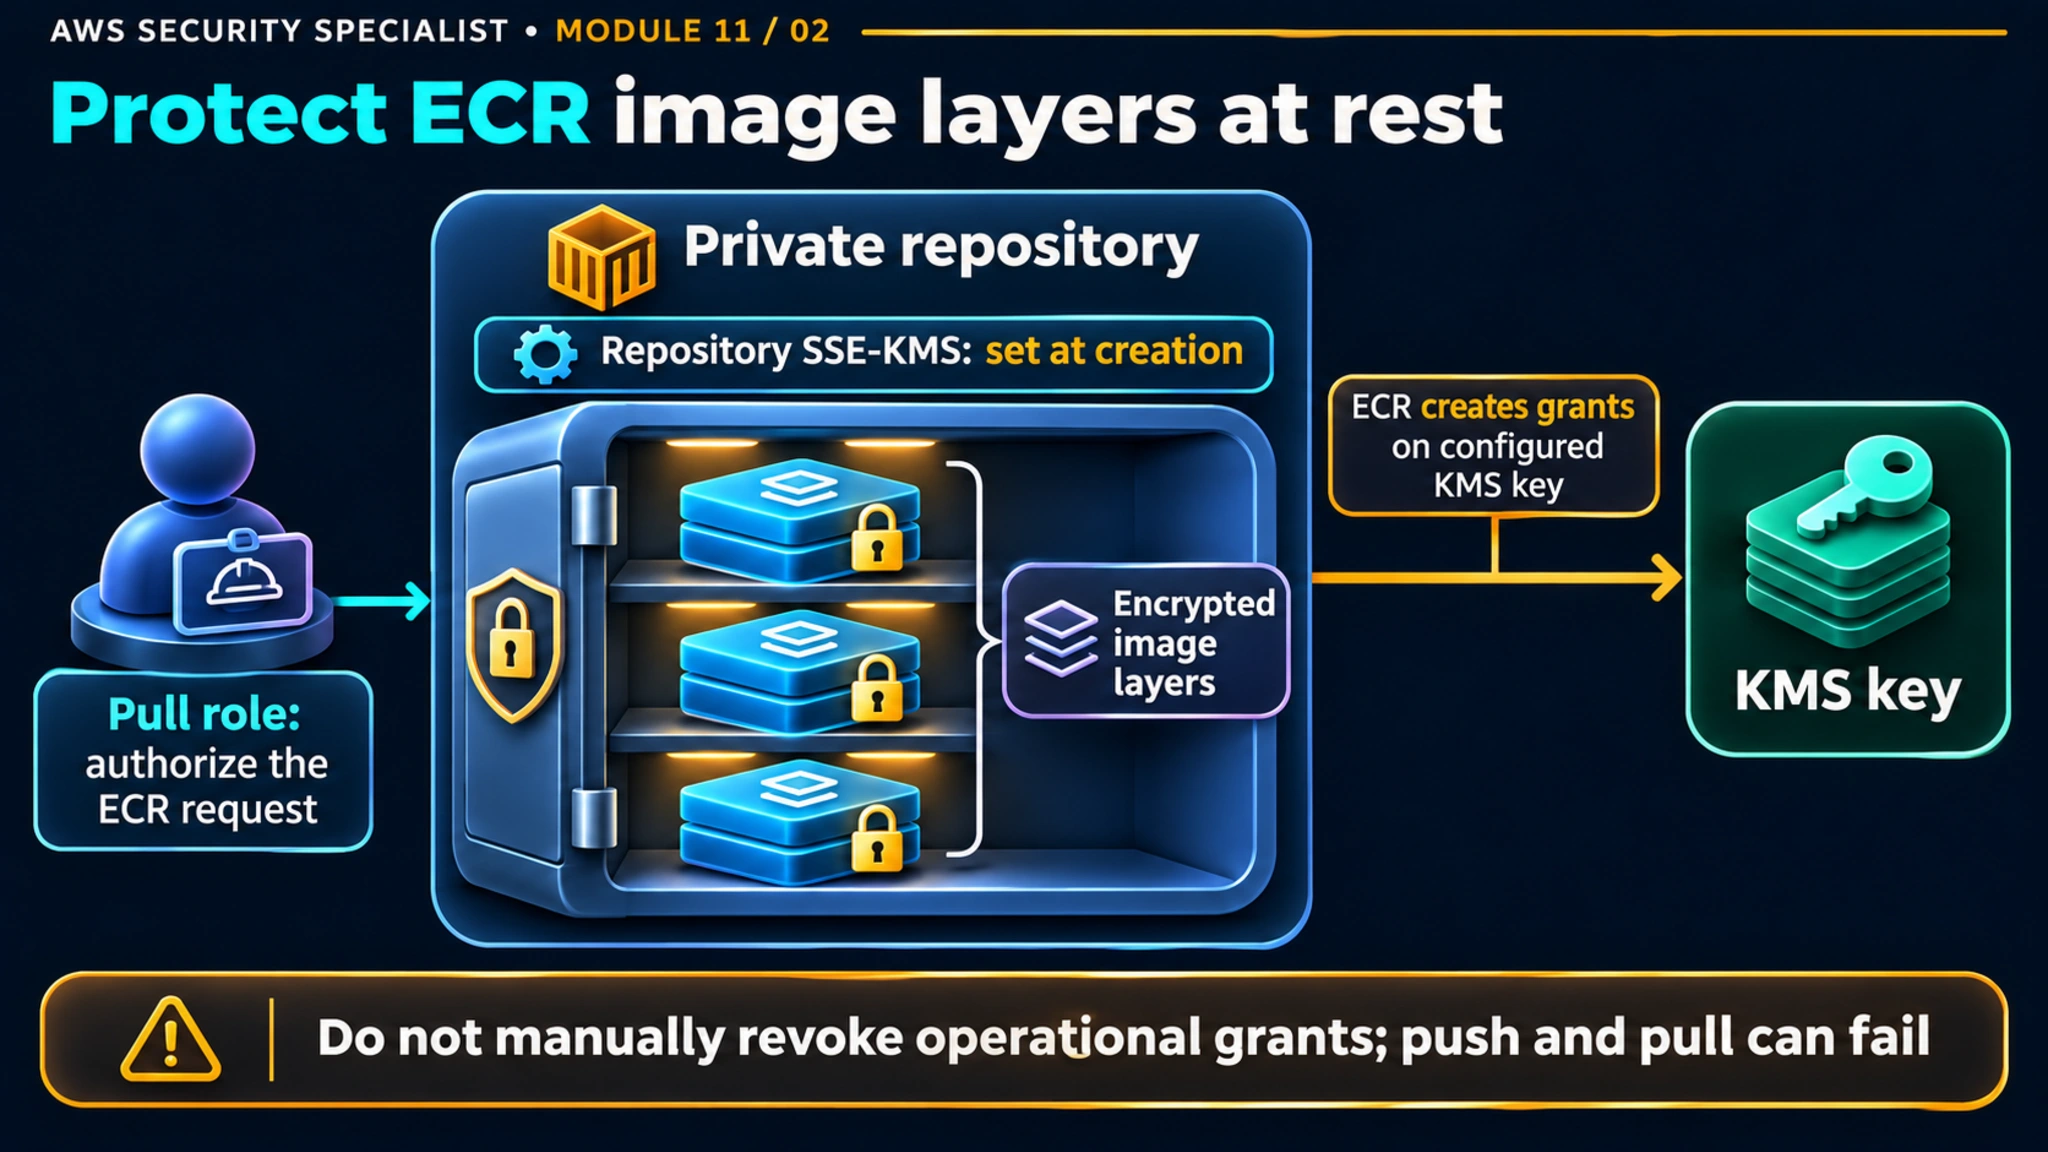 AWS SECURITY SPECIALIST • MODULE 11 / 02
Protect ECR image layers at rest
Private repository
Repository SSE-KMS: set at creation
ECR creates grants
on configured
KMS key
Encrypted
image
layers
KMS key
Pull role:
authorize the
ECR request
Do not manually revoke operational grants; push and pull can fail